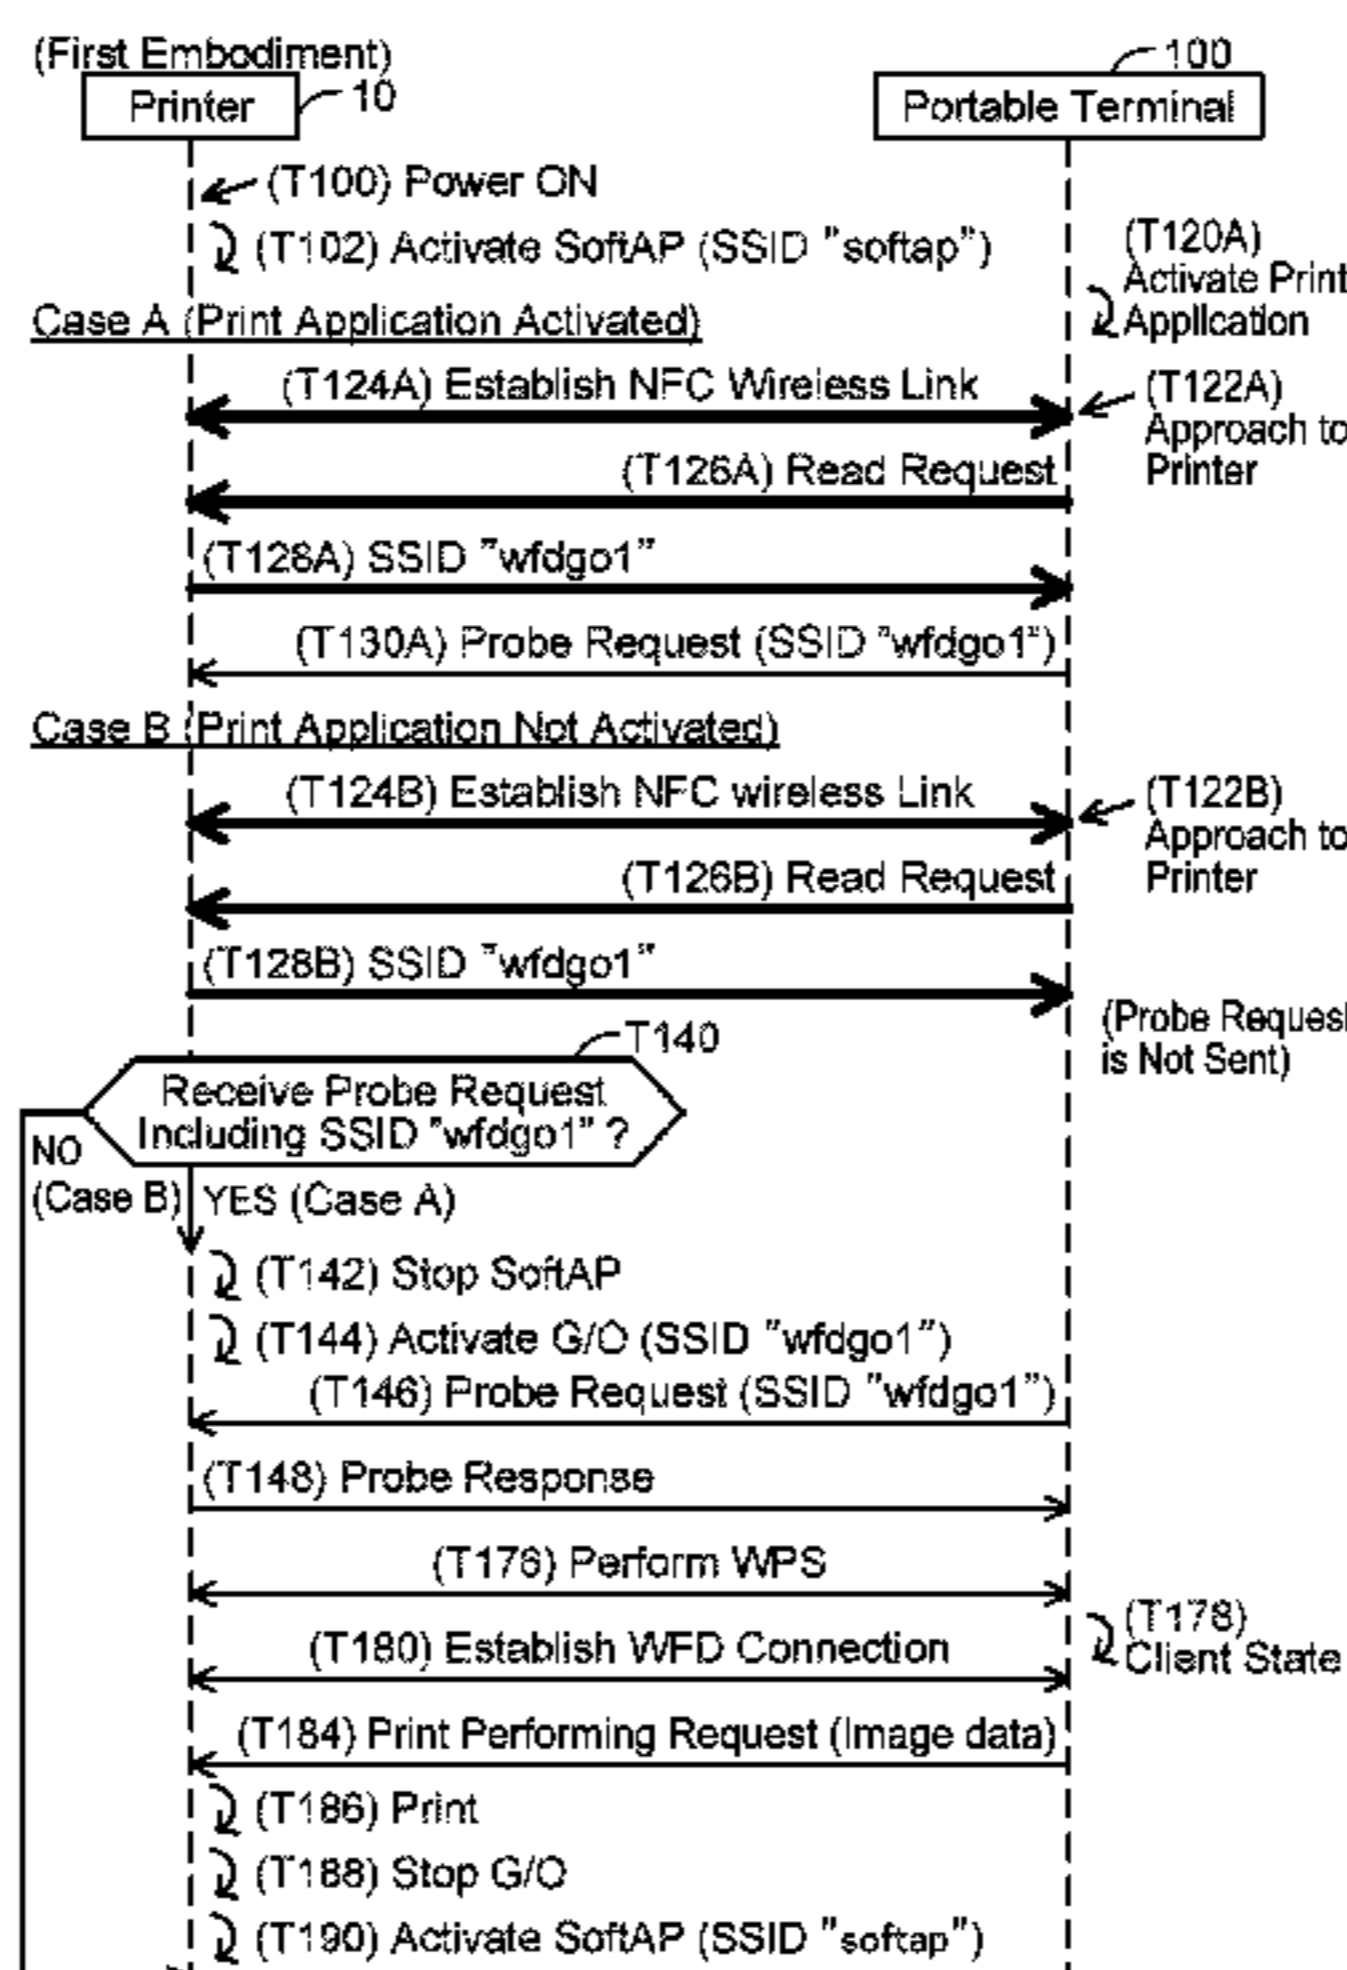 (First Embodiment)
Printer
10
Portable Terminal
100
(T100) Power ON
(T102) Activate SoftAP (SSID "softap")
(T120A)
Activate Print
Application
Case A (Print Application Activated)
(T124A) Establish NFC Wireless Link
(T122A)
Approach to
Printer
(T126A) Read Request
(T128A) SSID "wfdgo1"
(T130A) Probe Request (SSID "wfdgo1")
Case B (Print Application Not Activated)
(T124B) Establish NFC wireless Link
(T122B)
Approach to
Printer
(T126B) Read Request
(T128B) SSID "wfdgo1"
(Probe Request
is Not Sent)
T140
Receive Probe Request
Including SSID "wfdgo1" ?
NO
(Case B)
YES (Case A)
(T142) Stop SoftAP
(T144) Activate G/O (SSID "wfdgo1")
(T146) Probe Request (SSID "wfdgo1")
(T148) Probe Response
(T176) Perform WPS
(T178)
Client State
(T180) Establish WFD Connection
(T184) Print Performing Request (Image data)
(T186) Print
(T188) Stop G/O
(T190) Activate SoftAP (SSID "softap")